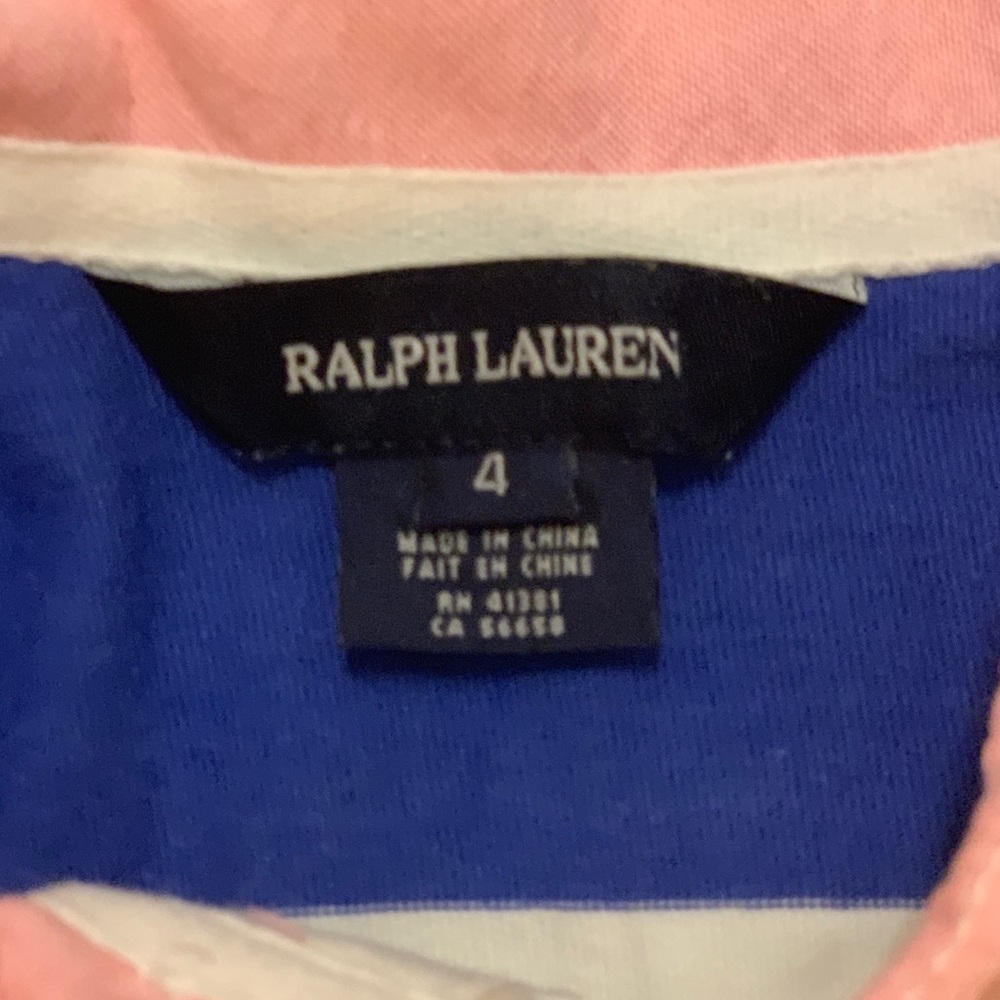 RALPH LAUREN
4
MADE IN CHINA
FAIT EN CHINE
RN 41381
CA 56658